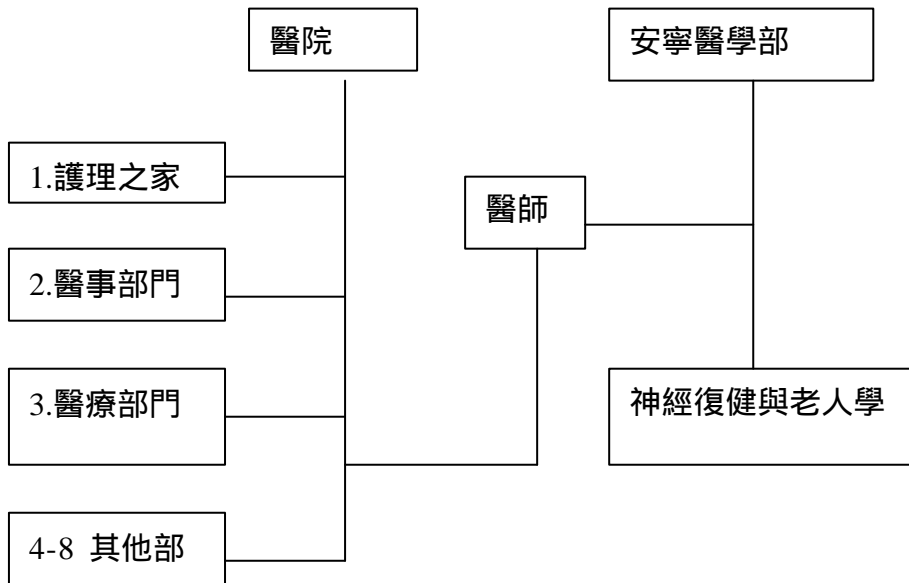 醫院
安寧醫學部
1.護理之家
醫師
2.醫事部門
3.醫療部門
神經復健與老人學
4-8 其他部